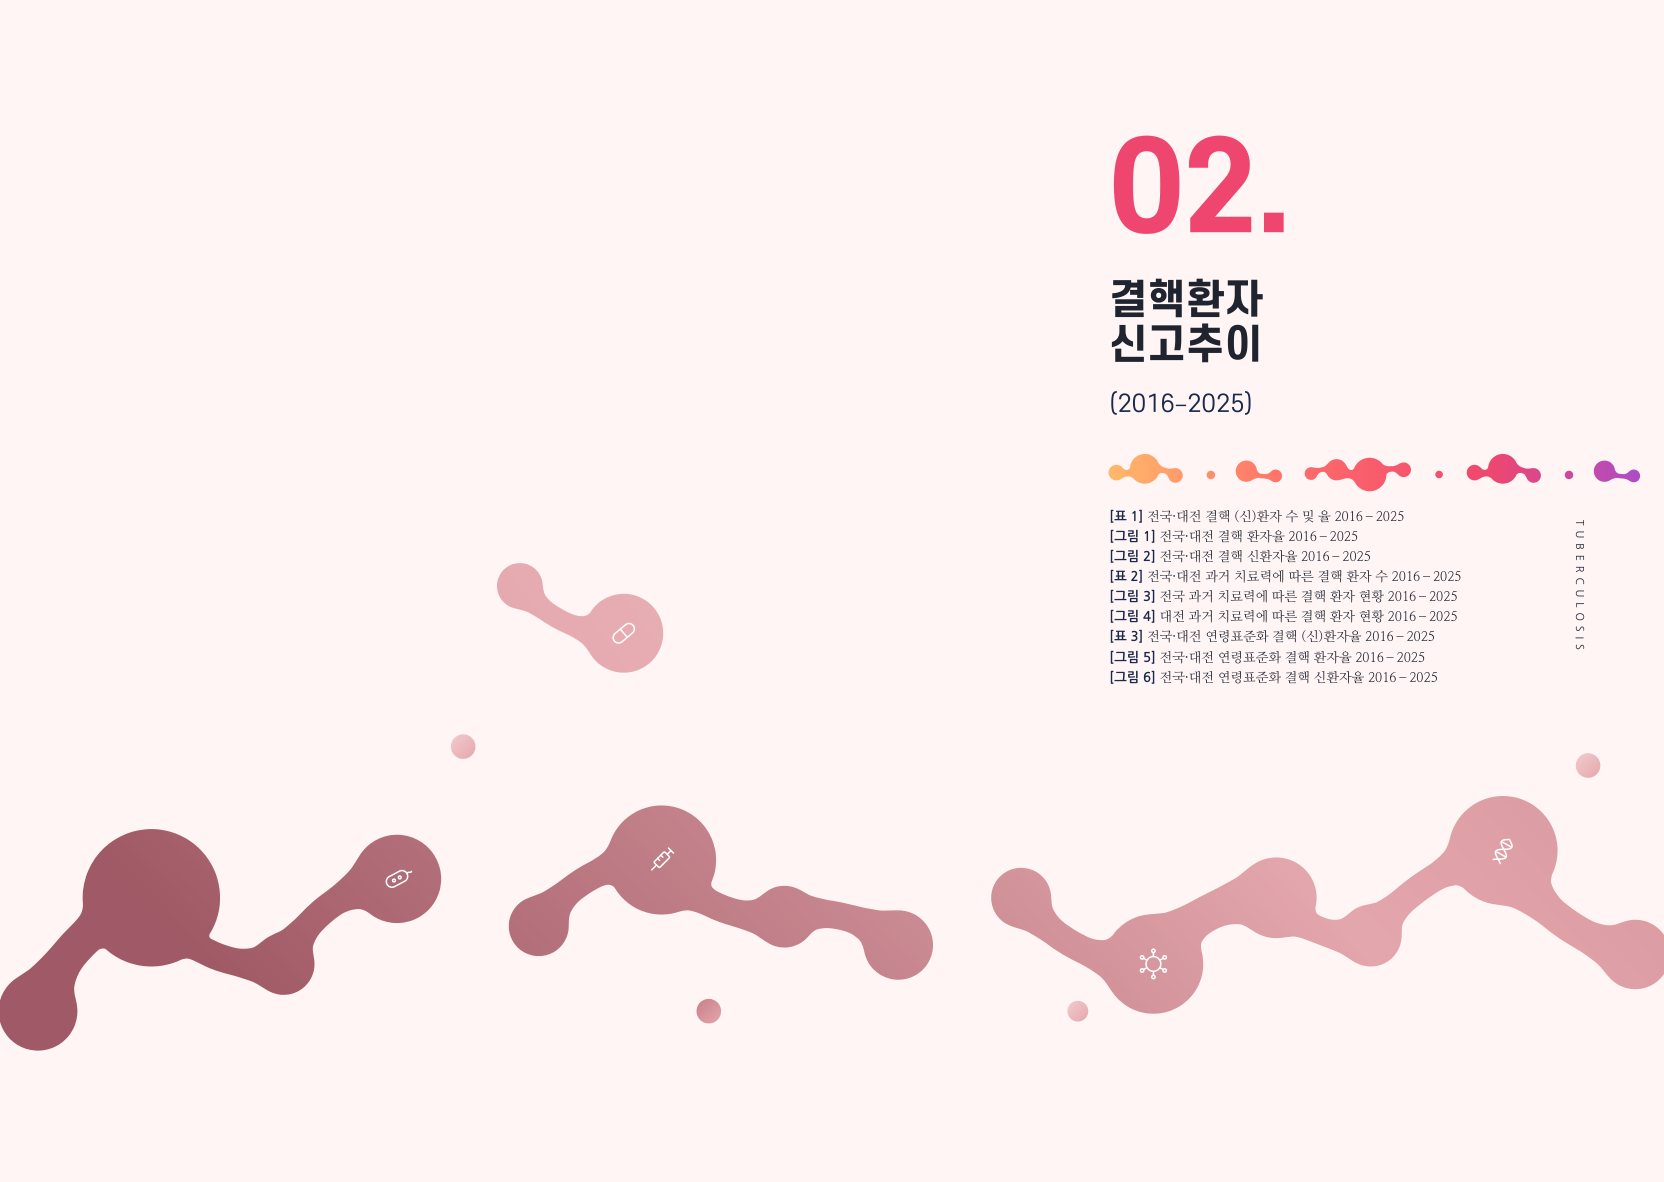 02.
결핵환자
신고추이
(2016-2025)
[표 1] 전국·대전 결핵 (신)환자 수 및 율 2016-2025
[그림 1] 전국·대전 결핵 환자율 2016-2025
[그림 2] 전국·대전 결핵 신환자율 2016-2025
[표 2] 전국·대전 과거 치료력에 따른 결핵 환자 수 2016-2025
[그림 3] 전국 과거 치료력에 따른 결핵 환자 현황 2016-2025
[그림 4] 대전 과거 치료력에 따른 결핵 환자 현황 2016-2025
[표 3] 전국·대전 연령표준화 결핵 (신)환자율 2016-2025
[그림 5] 전국·대전 연령표준화 결핵 환자율 2016-2025
[그림 6] 전국·대전 연령표준화 결핵 신환자율 2016-2025
TUBERCULOSIS